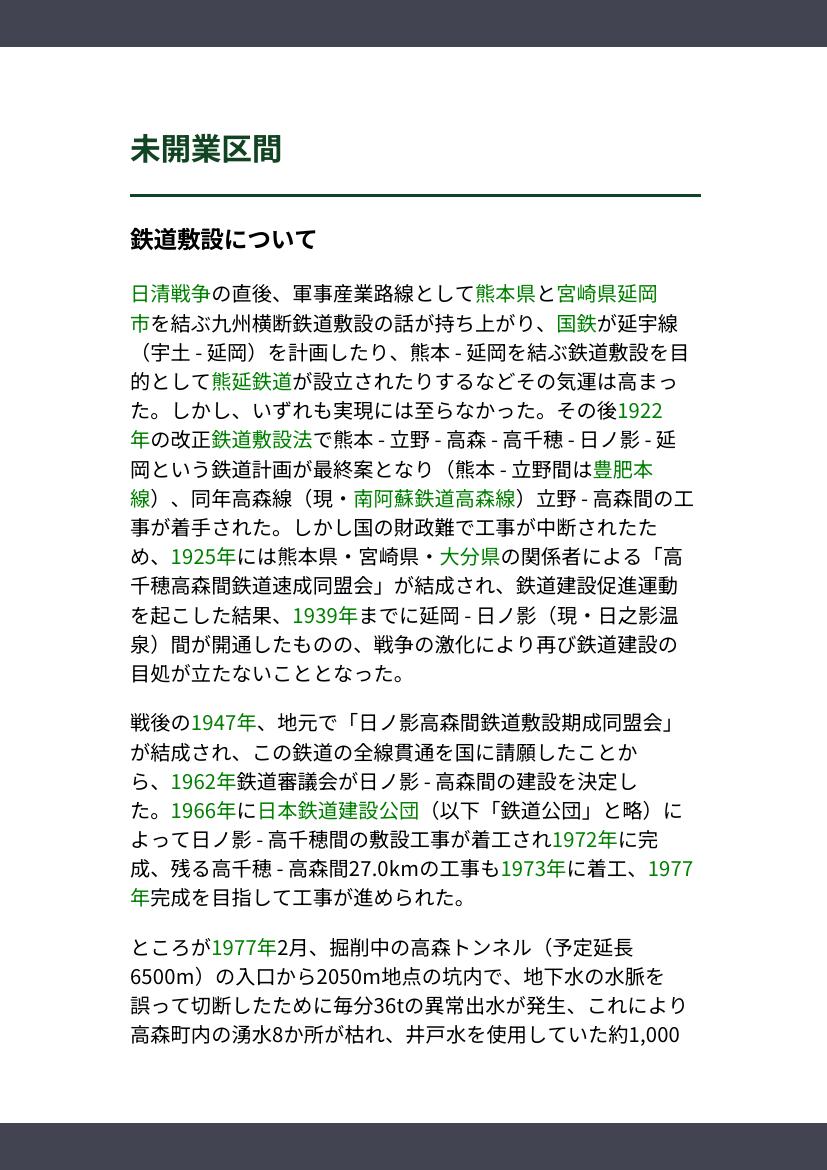 未開業区間
鉄道敷設について
日清戦争の直後、軍事産業路線として熊本県と宮崎県延岡
市を結ぶ九州横断鉄道敷設の話が持ち上がり、国鉄が延宇線
（宇土 - 延岡）を計画したり、熊本 - 延岡を結ぶ鉄道敷設を目
的として熊延鉄道が設立されたりするなどその気運は高まっ
た。しかし、いずれも実現には至らなかった。その後1922
年の改正鉄道敷設法で熊本 - 立野 - 高森 - 高千穂 - 日ノ影 - 延
岡という鉄道計画が最終案となり（熊本 - 立野間は豊肥本
線）、同年高森線（現・南阿蘇鉄道高森線）立野 - 高森間の工
事が着手された。しかし国の財政難で工事が中断されたた
め、1925年には熊本県・宮崎県・大分県の関係者による「高
千穂高森間鉄道速成同盟会」が結成され、鉄道建設促進運動
を起こした結果、1939年までに延岡 - 日ノ影（現・日之影温
泉）間が開通したものの、戦争の激化により再び鉄道建設の
目処が立たないこととなった。
戦後の1947年、地元で「日ノ影高森間鉄道敷設期成同盟会」
が結成され、この鉄道の全線貫通を国に請願したことか
ら、1962年鉄道審議会が日ノ影 - 高森間の建設を決定し
た。1966年に日本鉄道建設公団（以下「鉄道公団」と略）に
よって日ノ影 - 高千穂間の敷設工事が着工され1972年に完
成、残る高千穂 - 高森間27.0kmの工事も1973年に着工、1977
年完成を目指して工事が進められた。
ところが1977年2月、掘削中の高森トンネル（予定延長
6500m）の入口から2050m地点の坑内で、地下水の水脈を
誤って切断したために毎分36tの異常出水が発生、これにより
高森町内の湧水8か所が枯れ、井戸水を使用していた約1,000